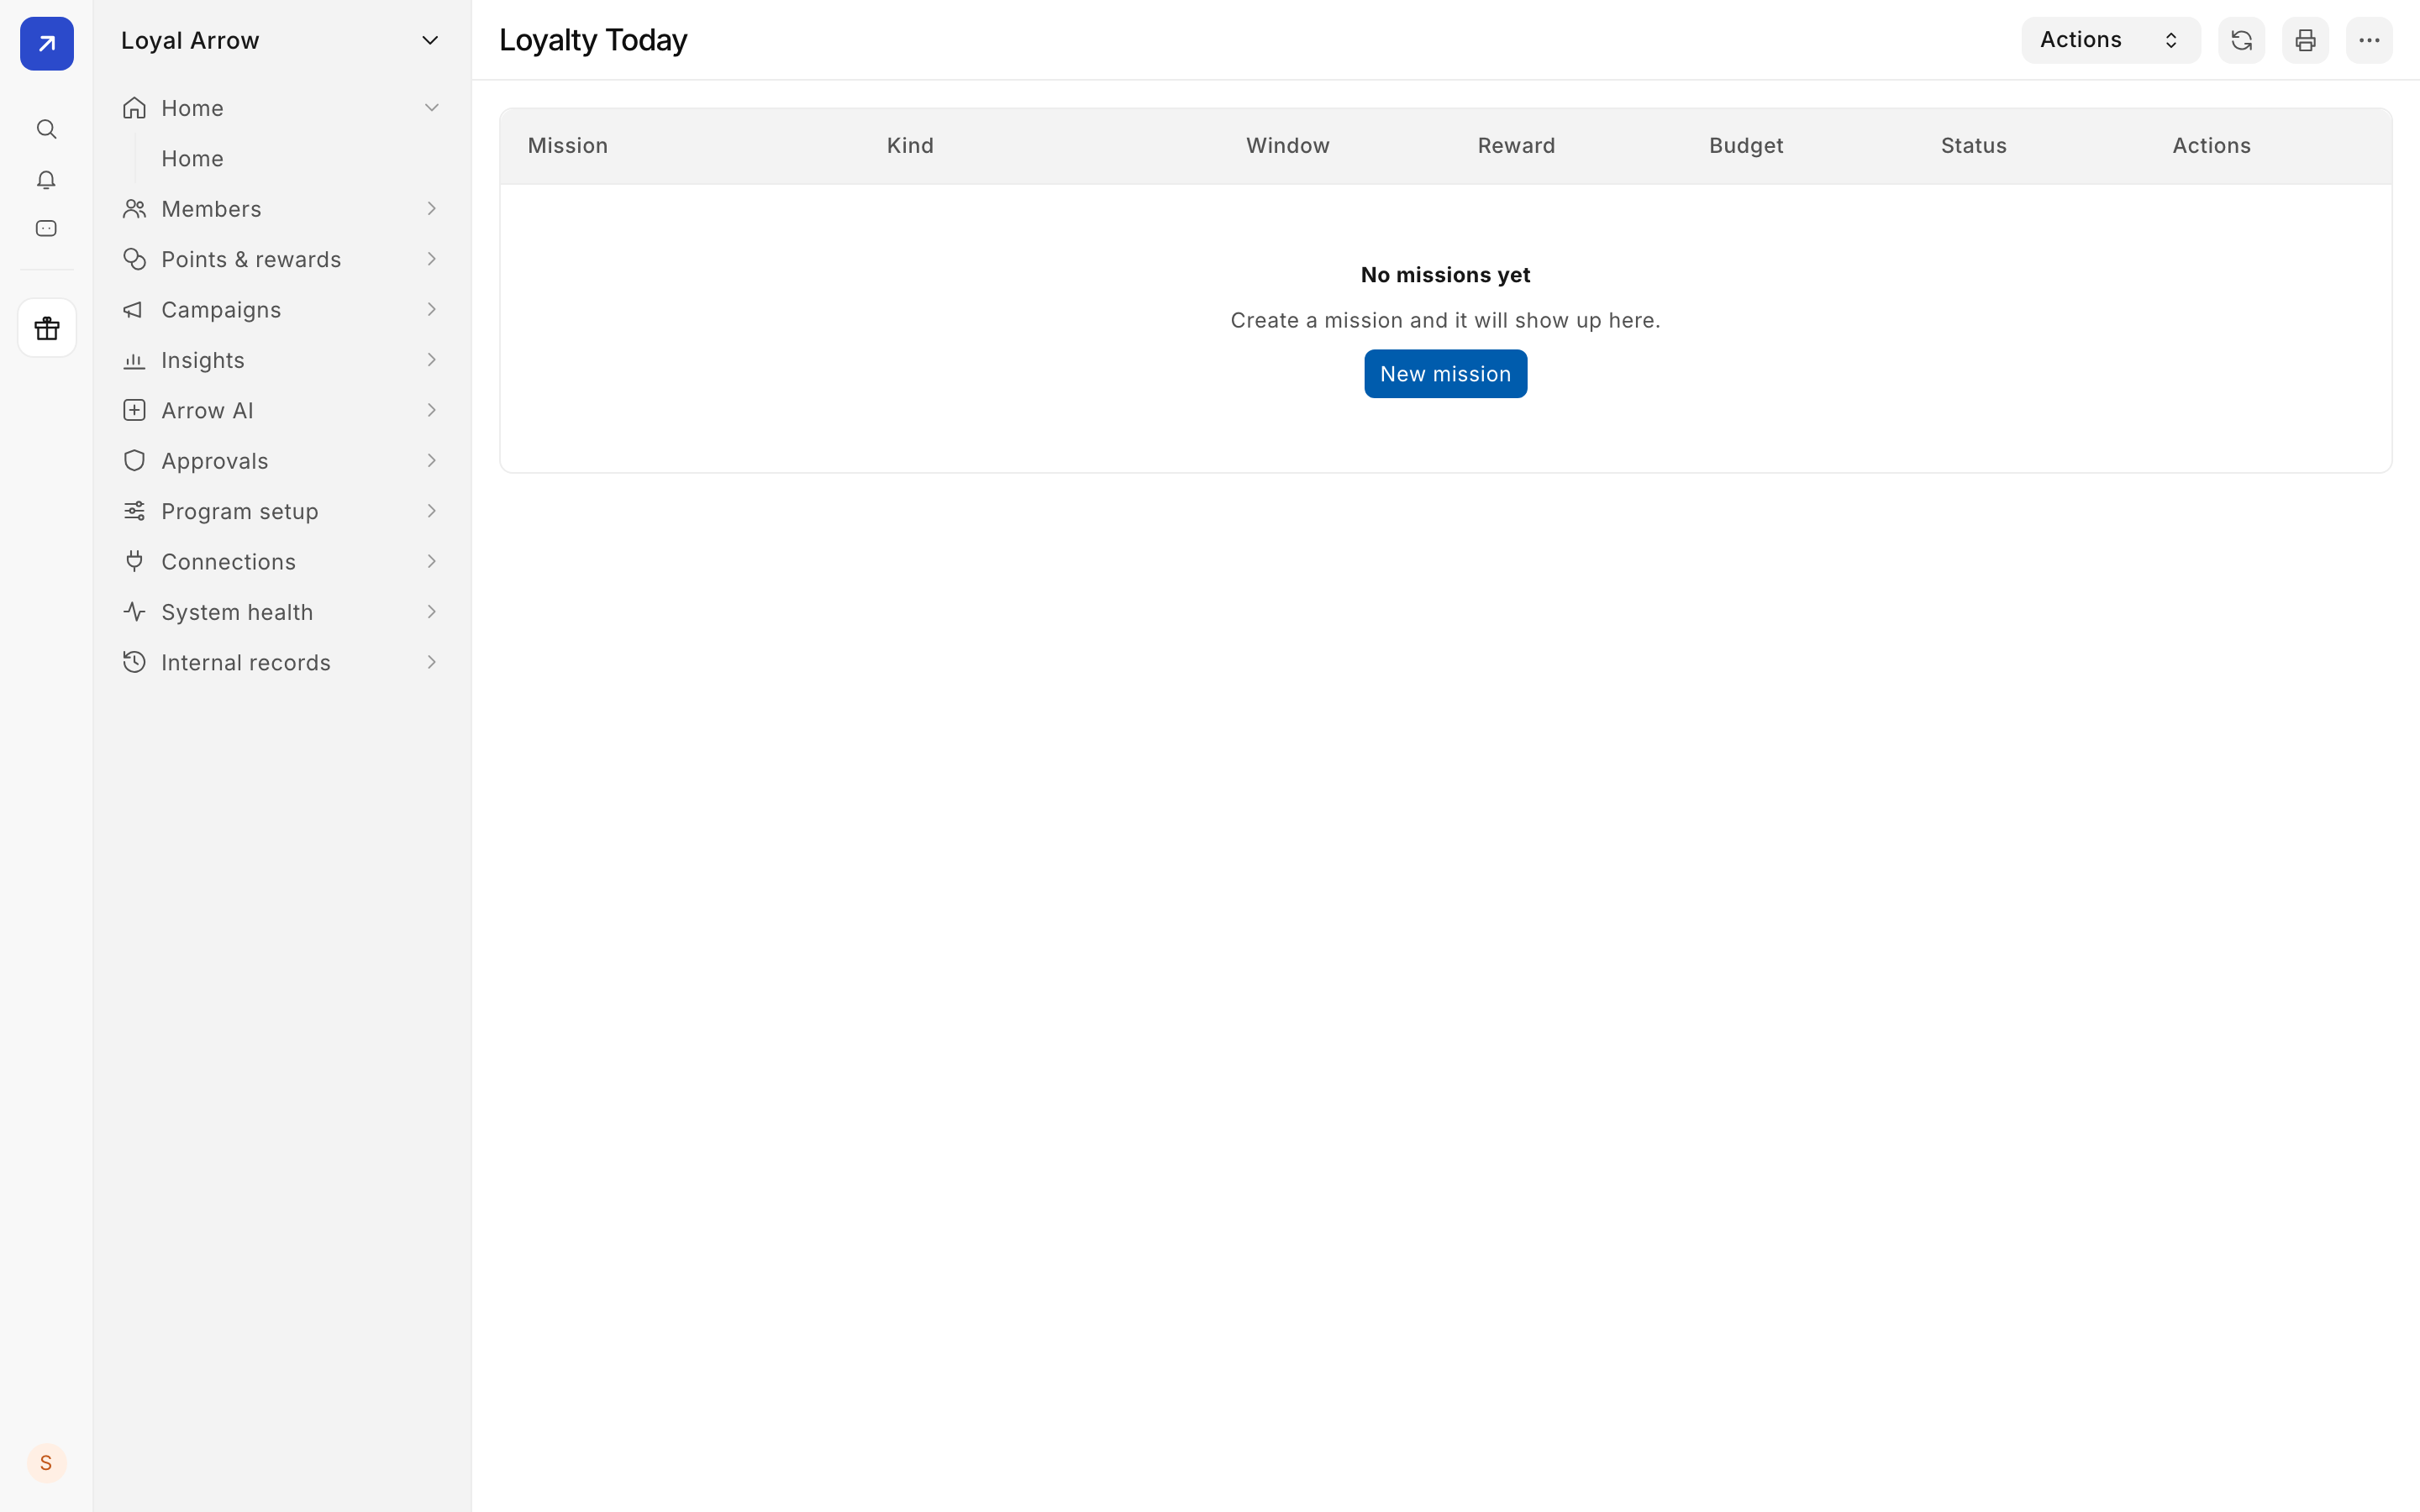 Loyal Arrow
Home
Home
Members
Points & rewards
Campaigns
Insights
Arrow AI
Approvals
Program setup
Connections
System health
Internal records
S
Loyalty Today
Actions
Mission Kind Window Reward Budget Status Actions
No missions yet
Create a mission and it will show up here.
New mission